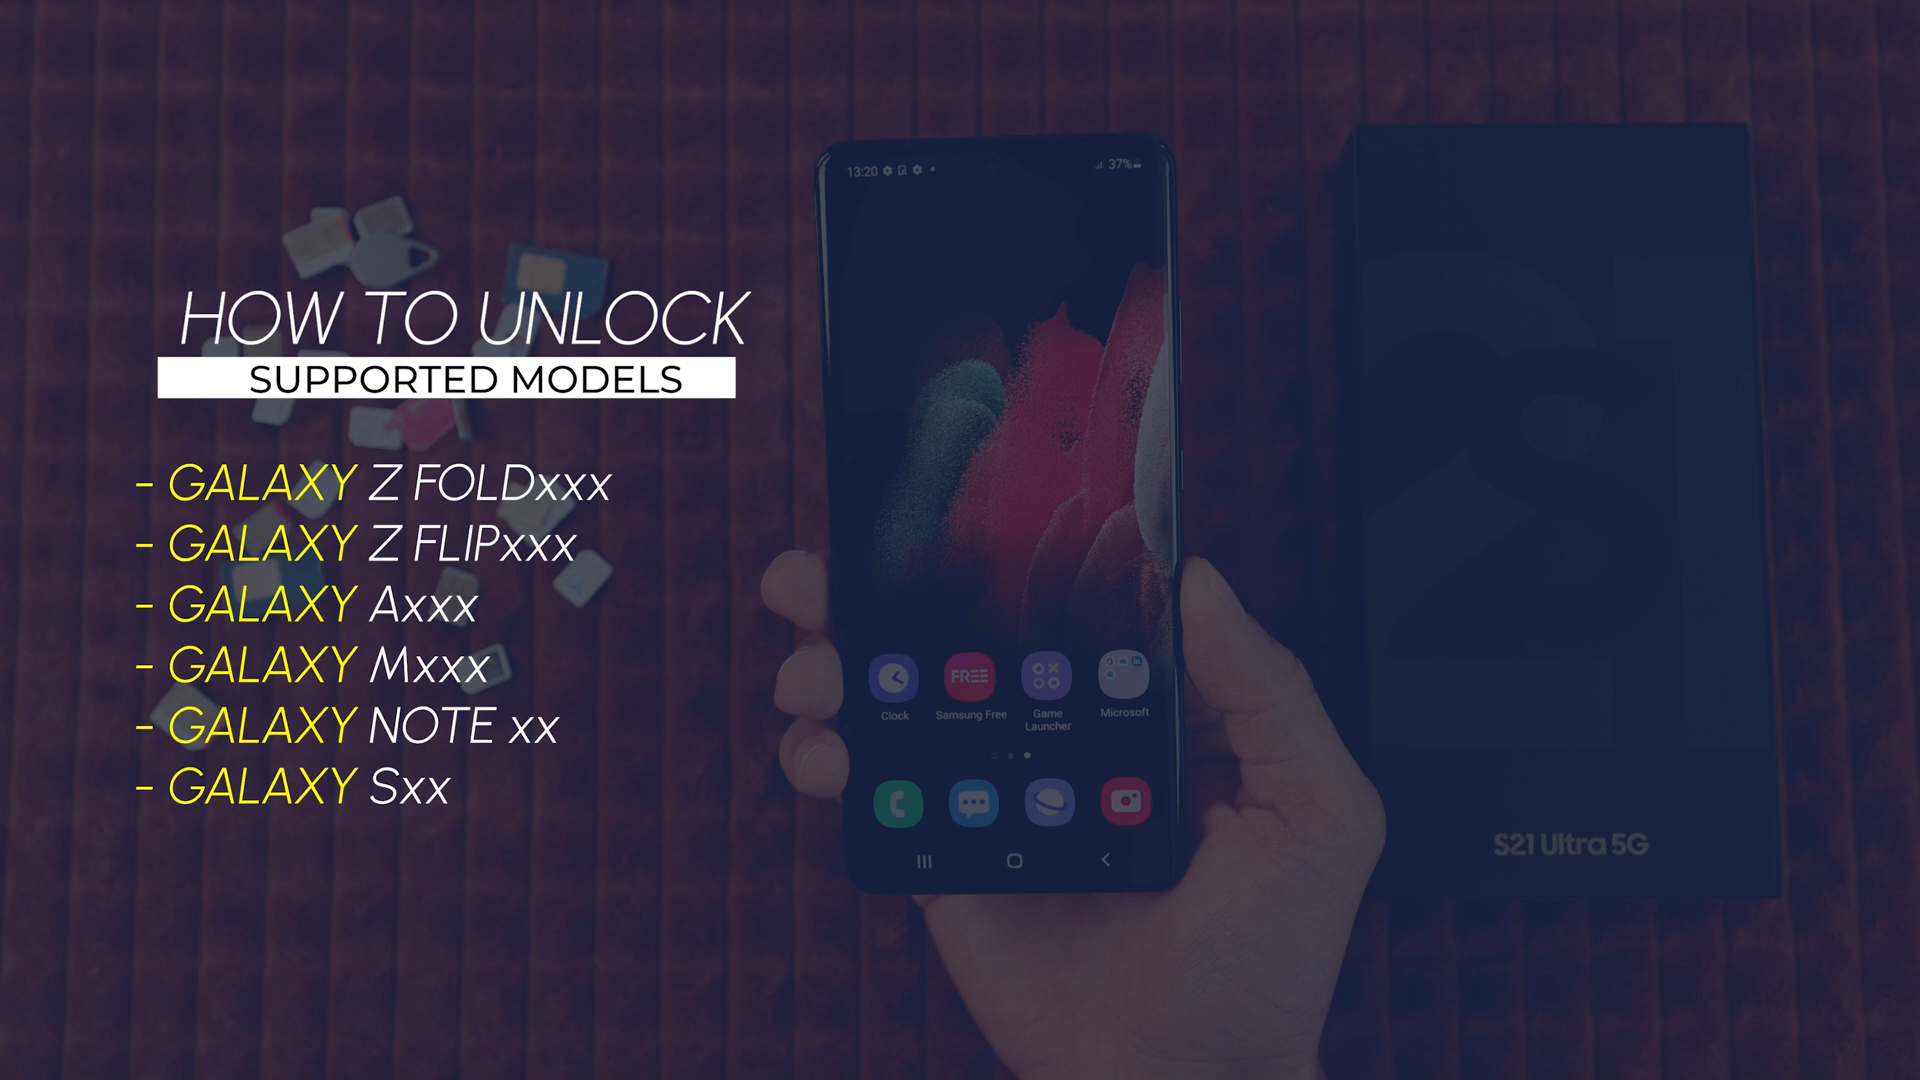 HOW TO UNLOCK
SUPPORTED MODELS
- GALAXY Z FOLDxxx
- GALAXY Z FLIPxxx
- GALAXY Axxx
- GALAXY Mxxx
- GALAXY NOTE xx
- GALAXY Sxx
13:20
37%
FREE
Clock
Samsung Free
Game
Launcher
Microsoft
S21 Ultra 5G